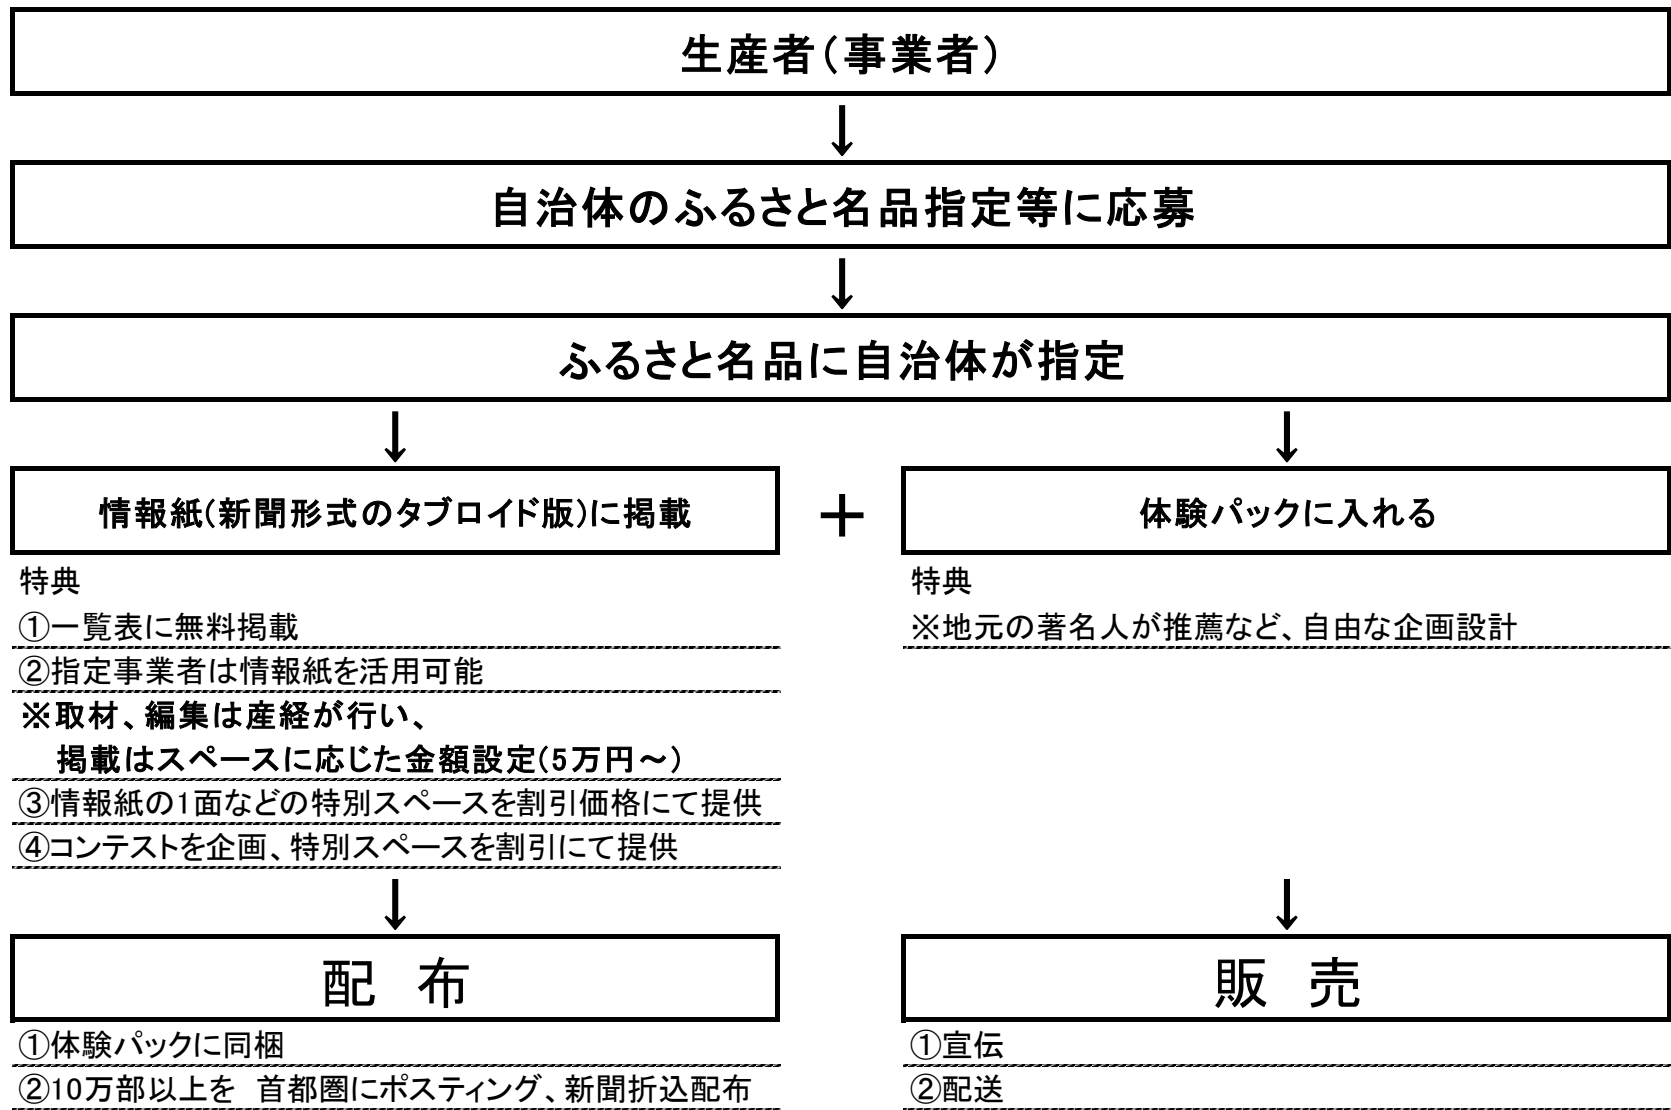 生産者(事業者)
↓
自治体のふるさと名品指定等に応募
↓
ふるさと名品に自治体が指定
↓ ↓
情報紙(新聞形式のタブロイド版)に掲載
+
体験パックに入れる
特典
①一覧表に無料掲載
②指定事業者は情報紙を活用可能
※取材、編集は産経が行い、
掲載はスペースに応じた金額設定(5万円~)
③情報紙の1面などの特別スペースを割引価格にて提供
④コンテストを企画、特別スペースを割引にて提供
特典
※地元の著名人が推薦など、自由な企画設計
↓ ↓
配 布
①体験パックに同梱
②10万部以上を 首都圏にポスティング、新聞折込配布
販 売
①宣伝
②配送